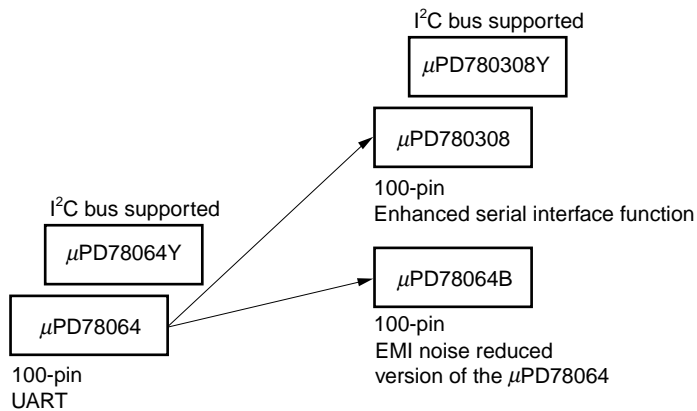 I²C bus supported
μPD780308Y
μPD780308
100-pin
Enhanced serial interface function
I²C bus supported
μPD78064Y
μPD78064
100-pin
UART
μPD78064B
100-pin
EMI noise reduced
version of the μPD78064